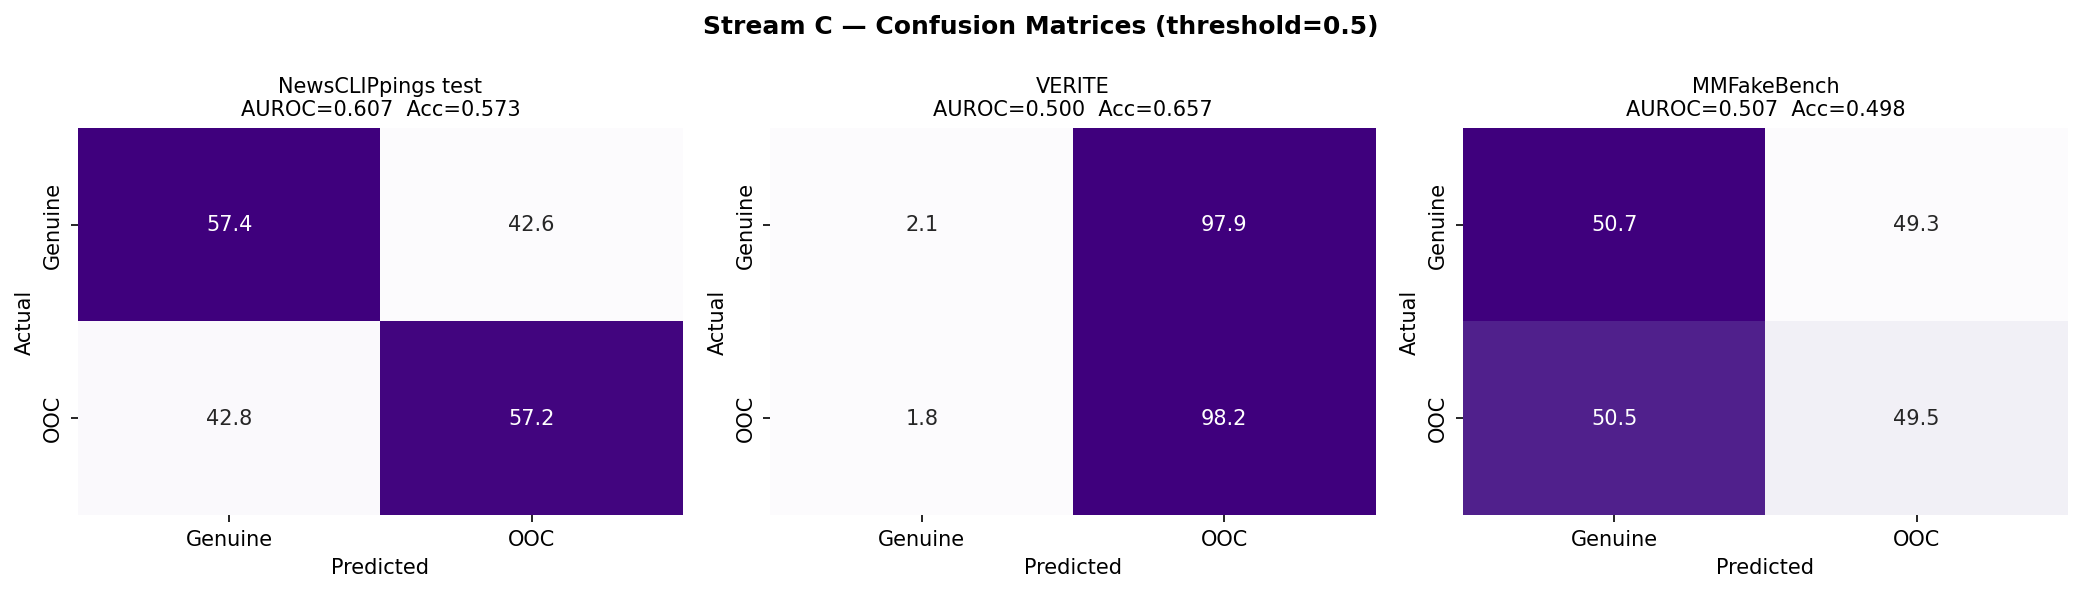 Stream C — Confusion Matrices (threshold=0.5)
NewsCLIPpings test
AUROC=0.607  Acc=0.573
Actual
Genuine
OOC
57.4
42.6
42.8
57.2
Genuine
OOC
Predicted
VERITE
AUROC=0.500  Acc=0.657
Actual
Genuine
OOC
2.1
97.9
1.8
98.2
Genuine
OOC
Predicted
MMFakeBench
AUROC=0.507  Acc=0.498
Actual
Genuine
OOC
50.7
49.3
50.5
49.5
Genuine
OOC
Predicted